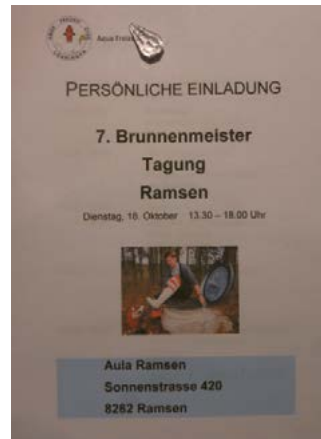 Aqua Freizi
PERSÖNLICHE EINLADUNG
7. Brunnenmeister
Tagung
Ramsen
Dienstag, 16. Oktober 13.30 – 18.00 Uhr
Aula Ramsen
Sonnenstrasse 420
8262 Ramsen